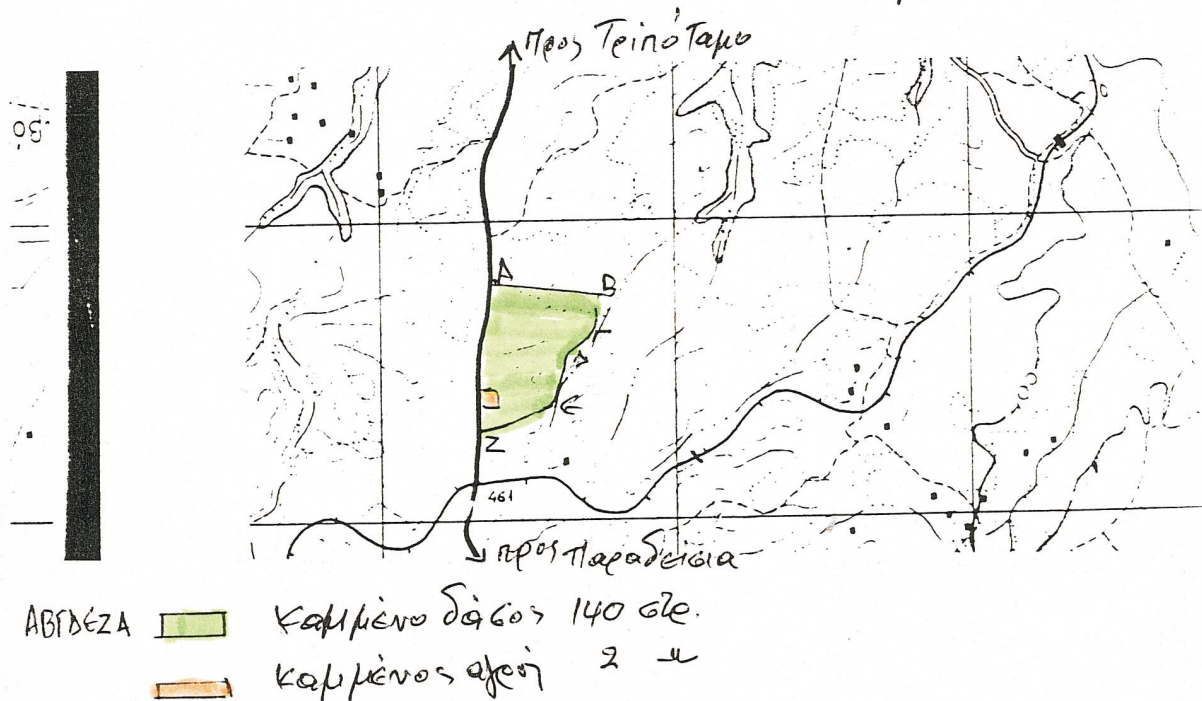 προς Τριπόταμο
Α
Β
Γ
Δ
Ε
Ζ
461
προς Παραδείσια
ΑΒΓΔΕΖΑ
καμμένο δάσος 140 στρ.
καμμένος αγρός 2 "